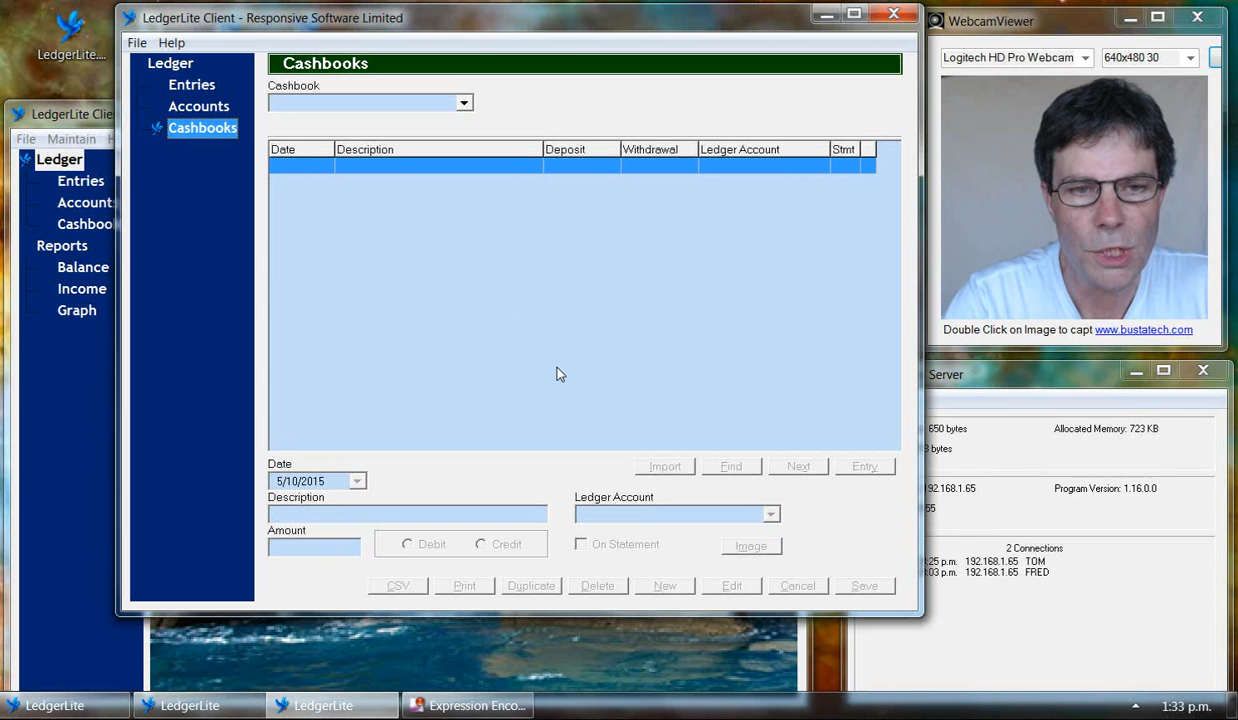 LedgerLite....
LedgerLite Client - Responsive Software Limited
File Help
Ledger
Entries
Accounts
Cashbooks
Cashbooks
Cashbook
Date Description Deposit Withdrawal Ledger Account Stmt
Import Find Next Entry
Date
5/10/2015
Description
Ledger Account
Amount
Debit Credit
On Statement
Image
CSV Print Duplicate Delete New Edit Cancel Save
LedgerLite Clie
File Maintain H
Ledger
Entries
Account
Cashboo
Reports
Balance
Income
Graph
WebcamViewer
Logitech HD Pro Webcam 640x480 30
Double Click on Image to capt www.bustatech.com
Server
650 bytes Allocated Memory: 723 KB
bytes
192.168.1.65 Program Version: 1.16.0.0
55
2 Connections
:25 p.m. 192.168.1.65 TOM
:03 p.m. 192.168.1.65 FRED
LedgerLite LedgerLite LedgerLite Expression Enco... 1:33 p.m.